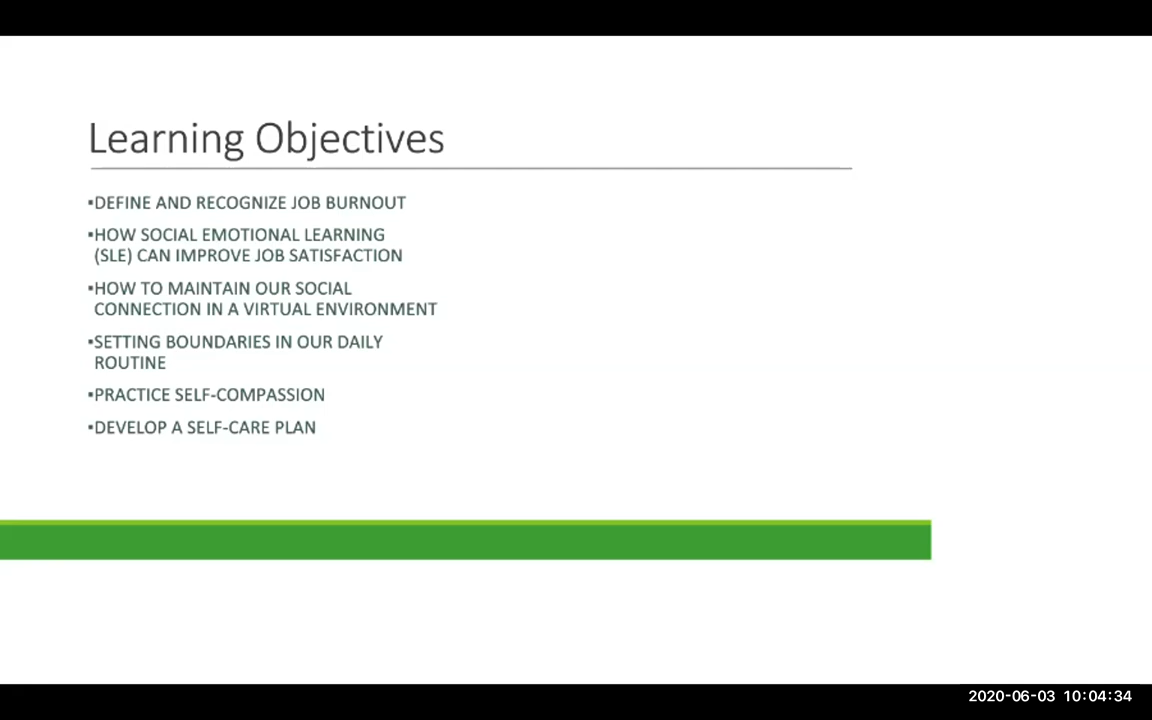 Learning Objectives
▪DEFINE AND RECOGNIZE JOB BURNOUT
▪HOW SOCIAL EMOTIONAL LEARNING
(SLE) CAN IMPROVE JOB SATISFACTION
▪HOW TO MAINTAIN OUR SOCIAL
CONNECTION IN A VIRTUAL ENVIRONMENT
▪SETTING BOUNDARIES IN OUR DAILY
ROUTINE
▪PRACTICE SELF-COMPASSION
▪DEVELOP A SELF-CARE PLAN
2020-06-03 10:04:34